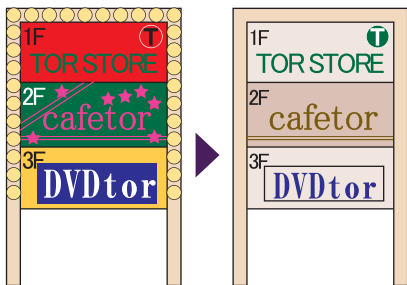 1F T
TOR STORE
2F
cafetor
3F
DVDtor
1F T
TOR STORE
2F
cafetor
3F
DVDtor